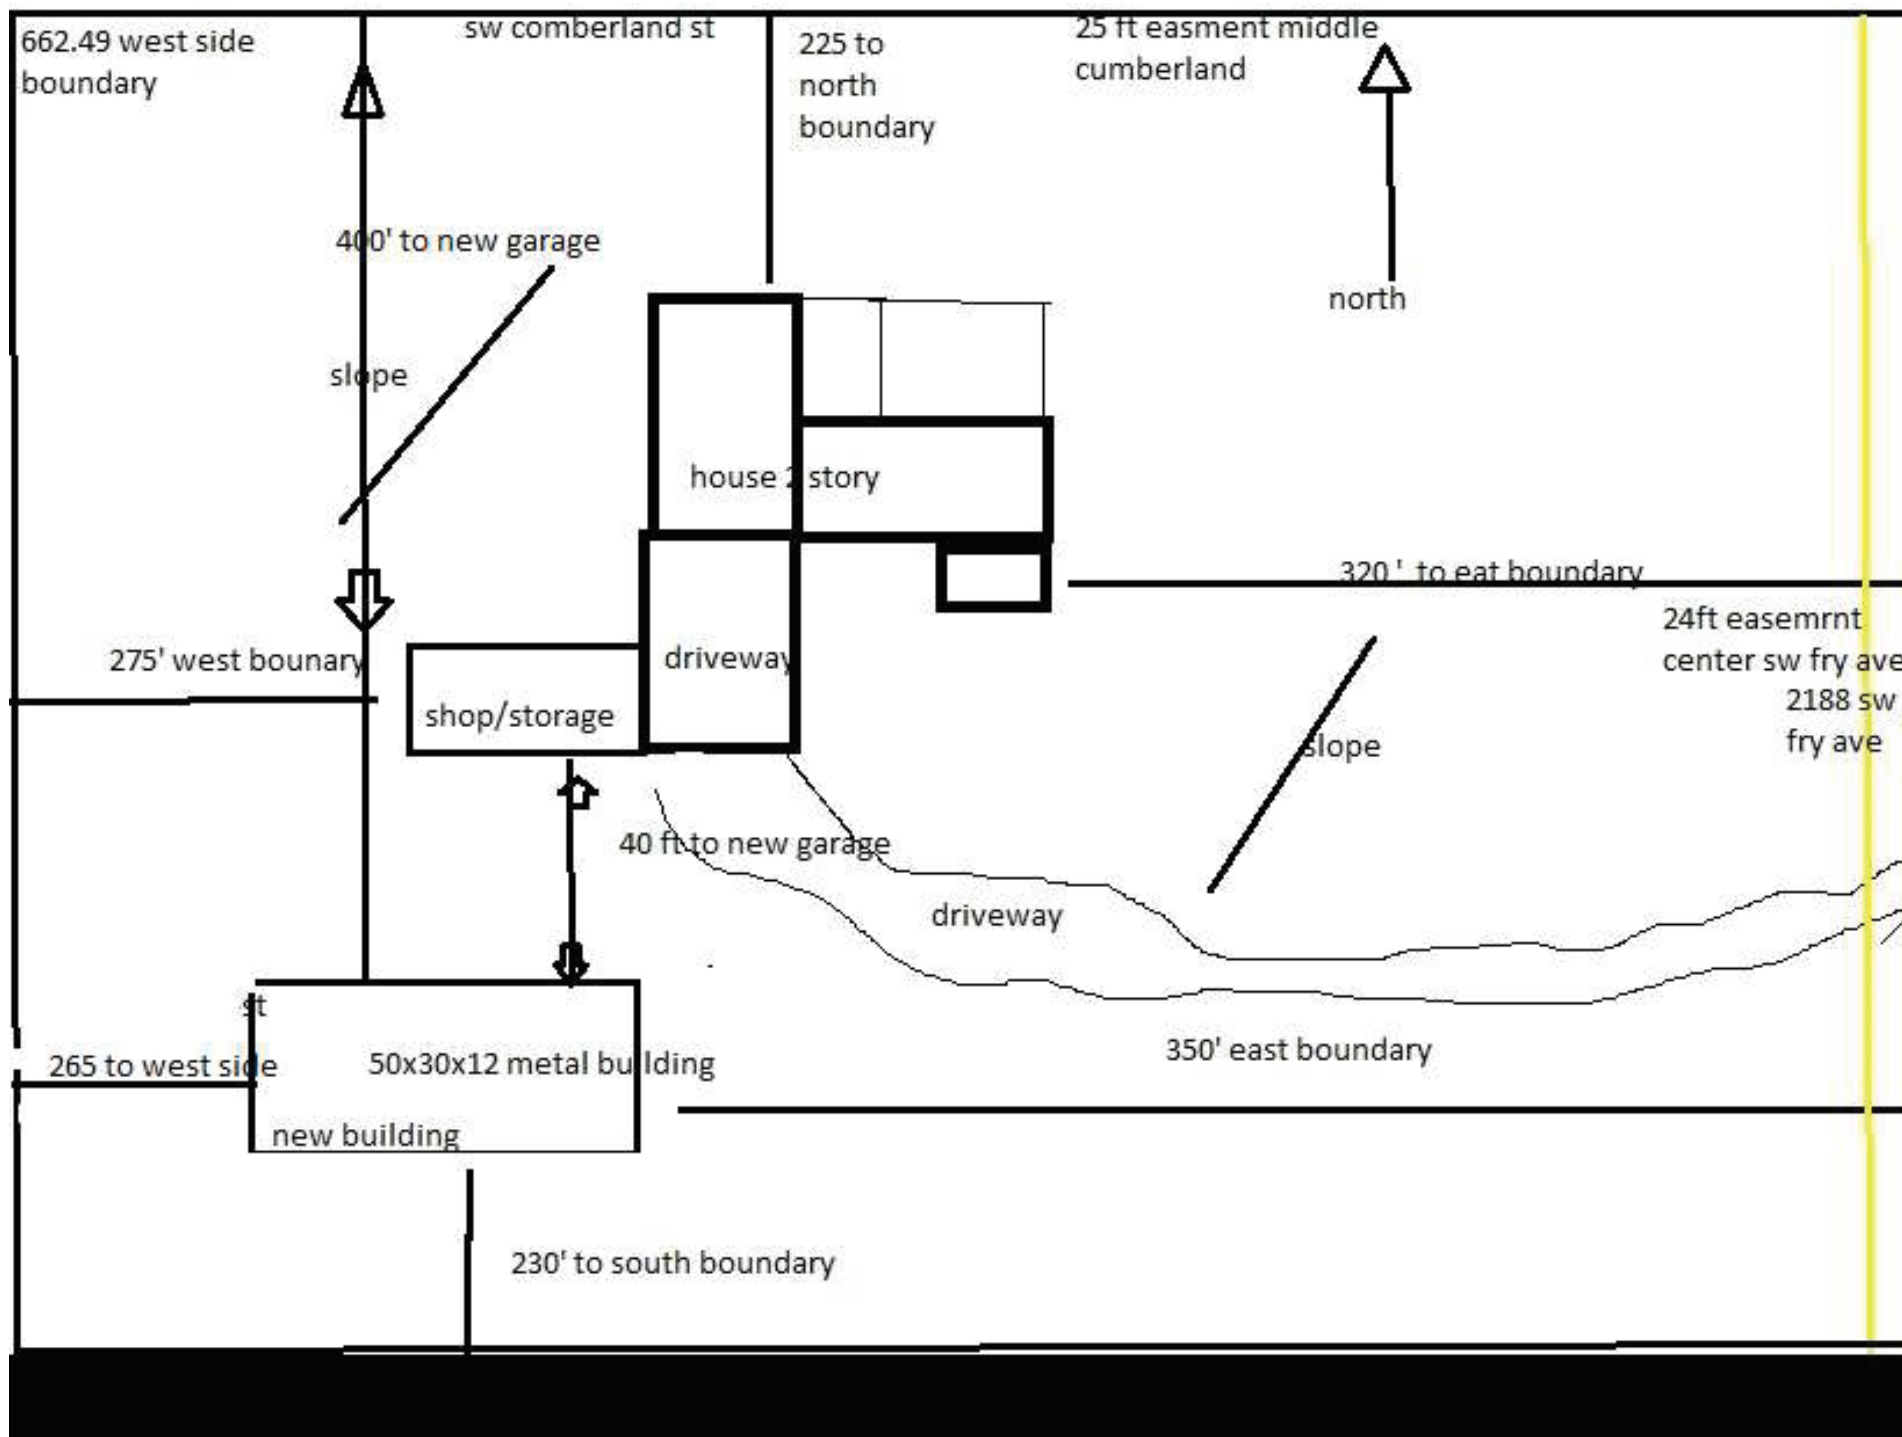 sw comberland st
25 ft easment middle
cumberland
662.49 west side
boundary
225 to
north
boundary
400' to new garage
north
slope
house 2 story
320 ' to eat boundary
24ft easemrnt
center sw fry ave
2188 sw
fry ave
275' west bounary
driveway
shop/storage
slope
40 ft to new garage
driveway
st
350' east boundary
265 to west side
50x30x12 metal building
new building
230' to south boundary